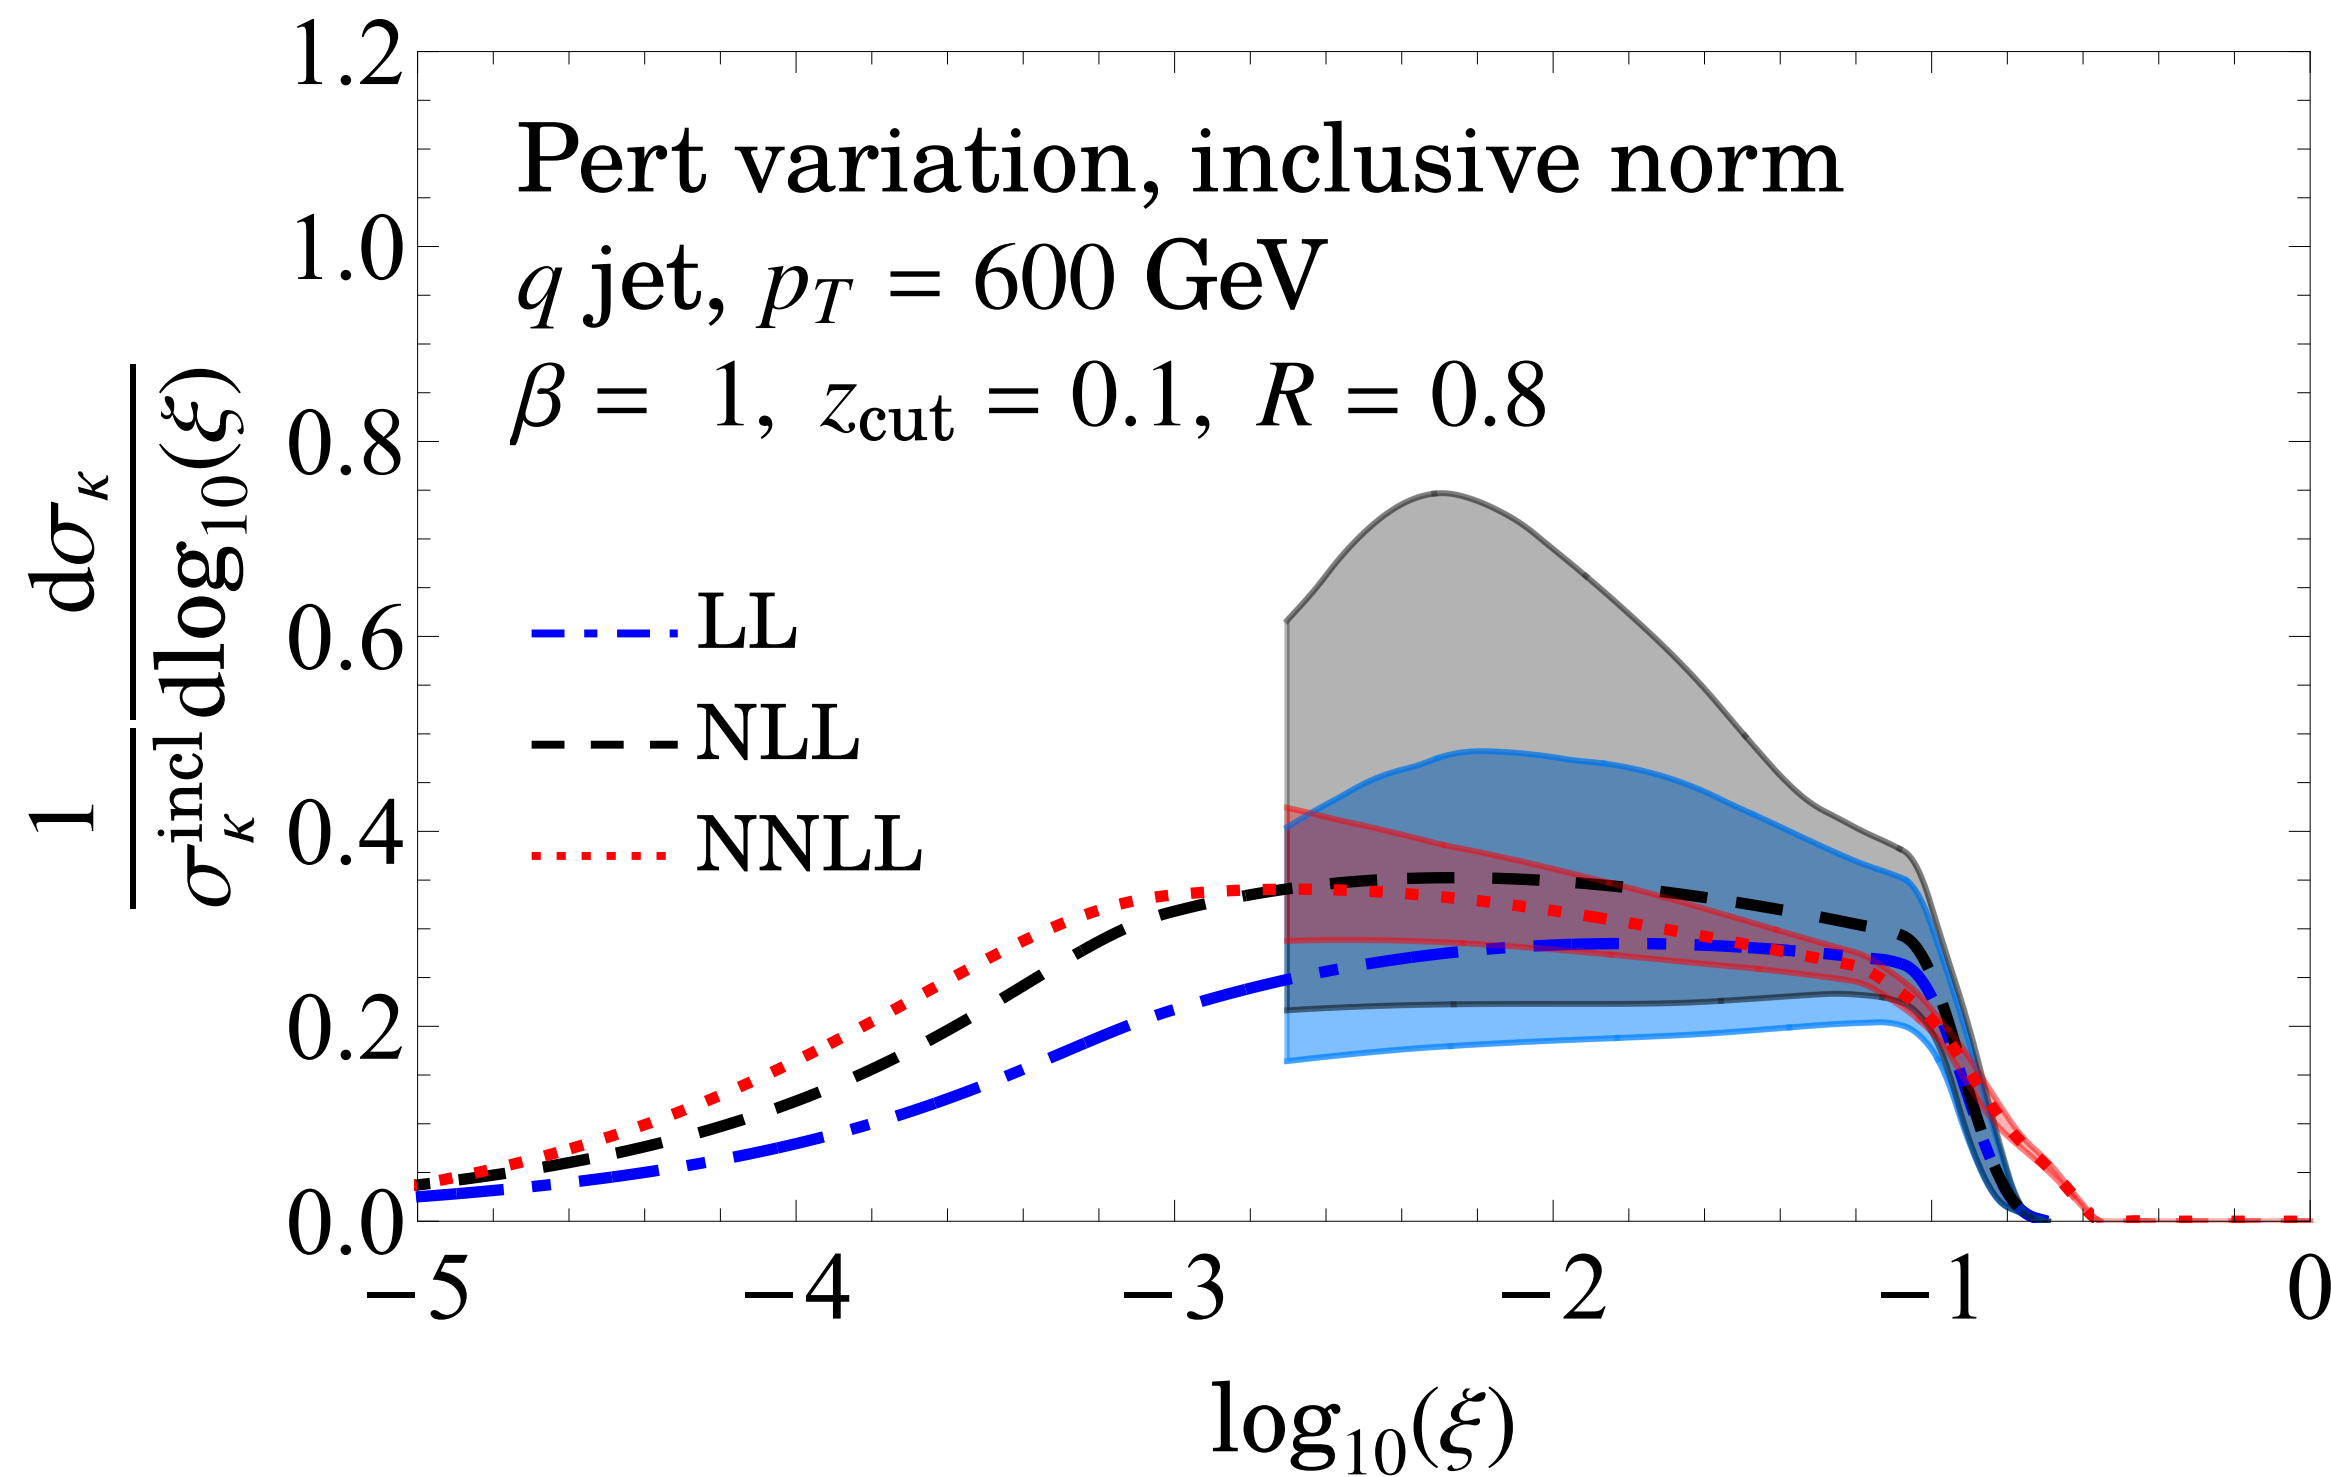 Pert variation, inclusive norm
q jet, p_T = 600 GeV
β = 1, z_cut = 0.1, R = 0.8
LL
NLL
NNLL
1.2
1.0
0.8
0.6
0.4
0.2
0.0
−5 −4 −3 −2 −1 0
log₁₀(ξ)
1 dσ_κ
σ_κ^incl dlog₁₀(ξ)